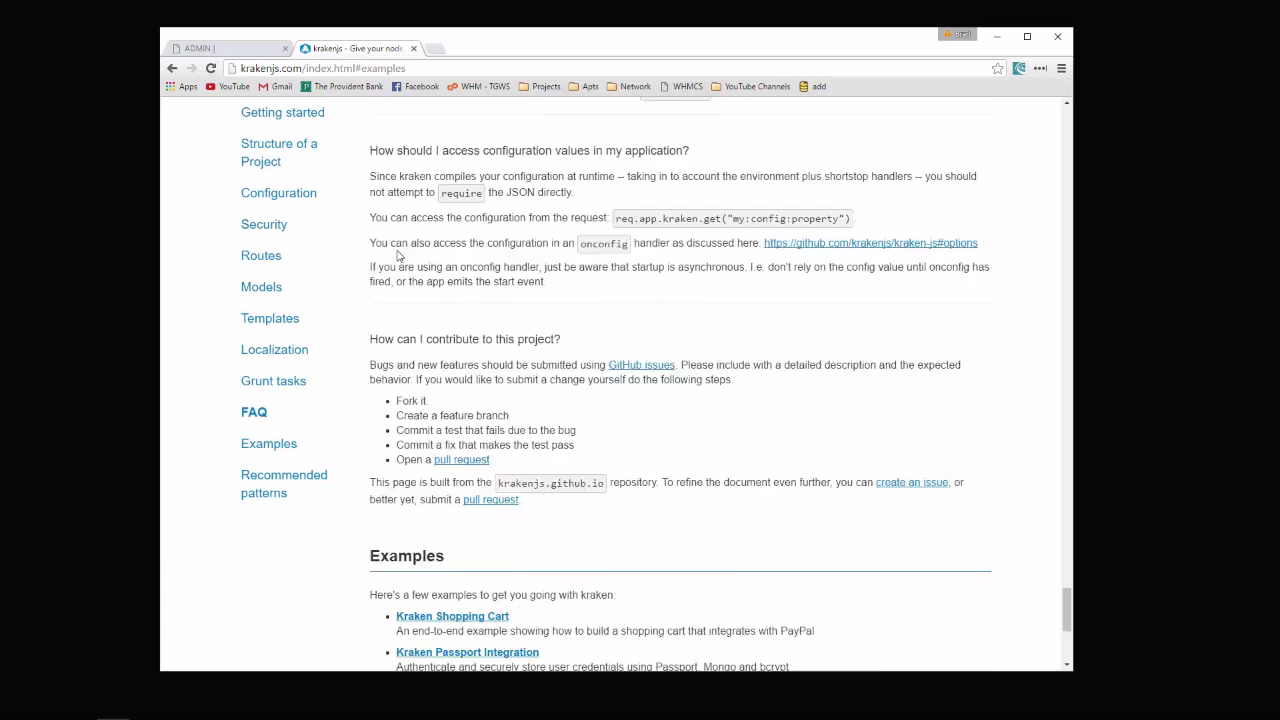 ADMIN |
krakenjs - Give your node.
Brad
krakenjs.com/index.html#examples
Apps YouTube Gmail The Provident Bank Facebook WHM - TGWS Projects Apts Network WHMCS YouTube Channels add
Getting started
Structure of a
Project
Configuration
Security
Routes
Models
Templates
Localization
Grunt tasks
FAQ
Examples
Recommended
patterns
How should I access configuration values in my application?
Since kraken compiles your configuration at runtime -- taking in to account the environment plus shortstop handlers -- you should
not attempt to require the JSON directly.
You can access the configuration from the request: req.app.kraken.get("my:config:property")
You can also access the configuration in an onconfig handler as discussed here. https://github.com/krakenjs/kraken-js#options
If you are using an onconfig handler, just be aware that startup is asynchronous. I.e. don't rely on the config value until onconfig has
fired, or the app emits the start event.
How can I contribute to this project?
Bugs and new features should be submitted using GitHub issues. Please include with a detailed description and the expected
behavior. If you would like to submit a change yourself do the following steps.
Fork it.
Create a feature branch
Commit a test that fails due to the bug
Commit a fix that makes the test pass
Open a pull request
This page is built from the krakenjs.github.io repository. To refine the document even further, you can create an issue, or
better yet, submit a pull request.
Examples
Here's a few examples to get you going with kraken:
Kraken Shopping Cart
An end-to-end example showing how to build a shopping cart that integrates with PayPal
Kraken Passport Integration
Authenticate and securely store user credentials using Passport, Mongo and bcrypt